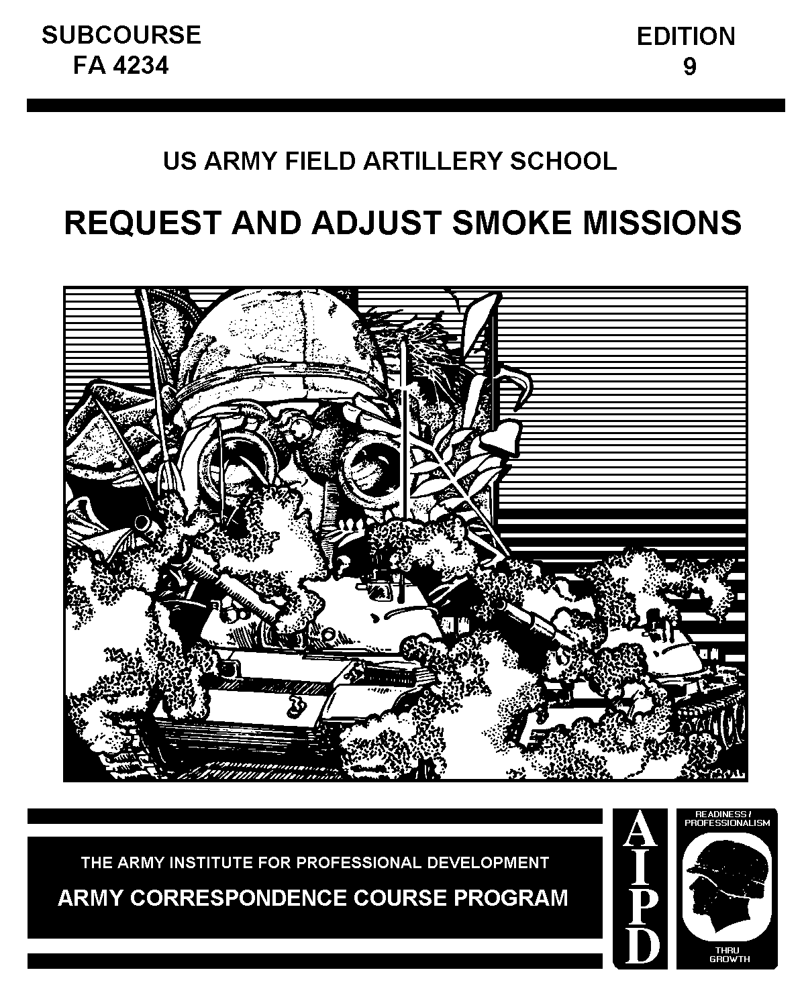 SUBCOURSE
FA 4234
EDITION
9
US ARMY FIELD ARTILLERY SCHOOL
REQUEST AND ADJUST SMOKE MISSIONS
THE ARMY INSTITUTE FOR PROFESSIONAL DEVELOPMENT
ARMY CORRESPONDENCE COURSE PROGRAM
A
I
P
D
READINESS /
PROFESSIONALISM
THRU
GROWTH